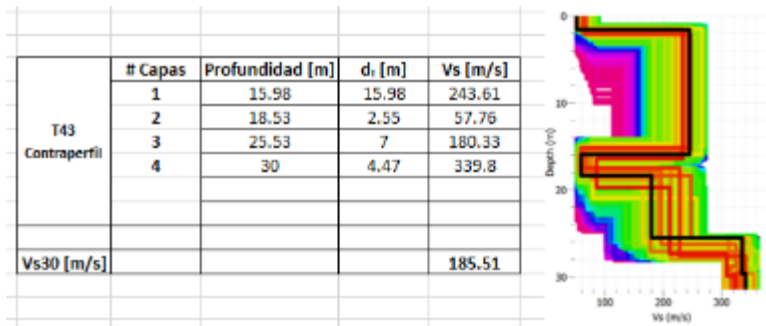 # Capas Profundidad [m] dᵢ [m] Vs [m/s]
T43
Contraperfil
1 15.98 15.98 243.61
2 18.53 2.55 57.76
3 25.53 7 180.33
4 30 4.47 339.8
Vs30 [m/s] 185.51
0
10
20
30
Depth (m)
100 200 300
Vs (m/s)